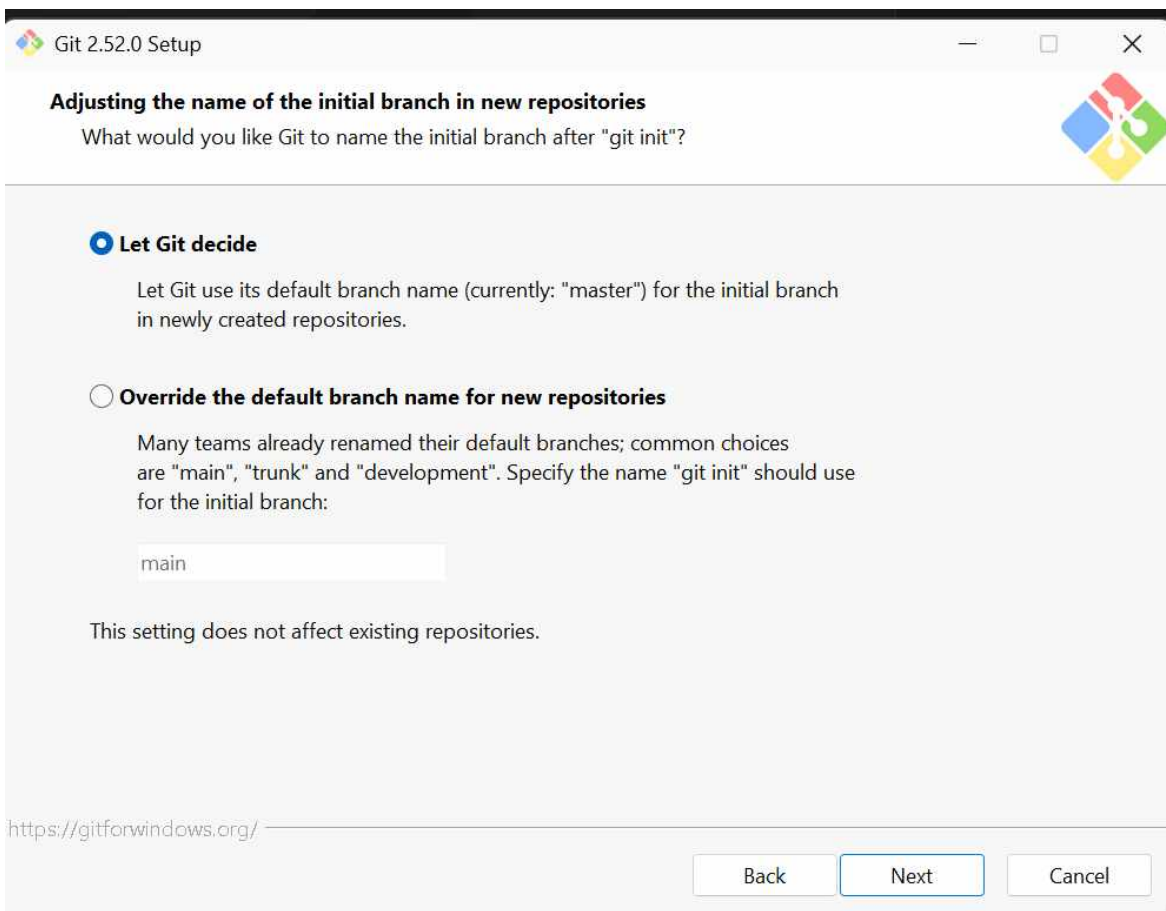 Git 2.52.0 Setup
Adjusting the name of the initial branch in new repositories
What would you like Git to name the initial branch after "git init"?
Let Git decide
Let Git use its default branch name (currently: "master") for the initial branch
in newly created repositories.
Override the default branch name for new repositories
Many teams already renamed their default branches; common choices
are "main", "trunk" and "development". Specify the name "git init" should use
for the initial branch:
main
This setting does not affect existing repositories.
https://gitforwindows.org/
Back Next Cancel